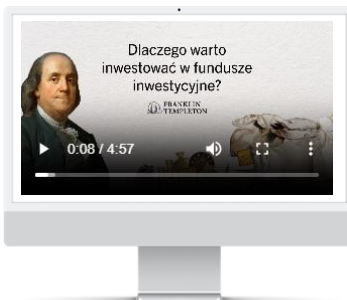 Dlaczego warto
inwestować w fundusze
inwestycyjne?
FRANKLIN
TEMPLETON
0:08 / 4:57